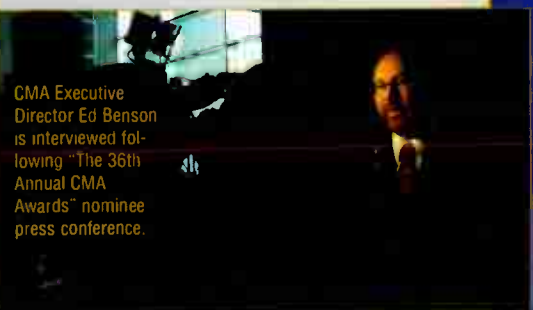 CMA Executive
Director Ed Benson
is interviewed fol-
lowing "The 36th
Annual CMA
Awards" nominee
press conference.